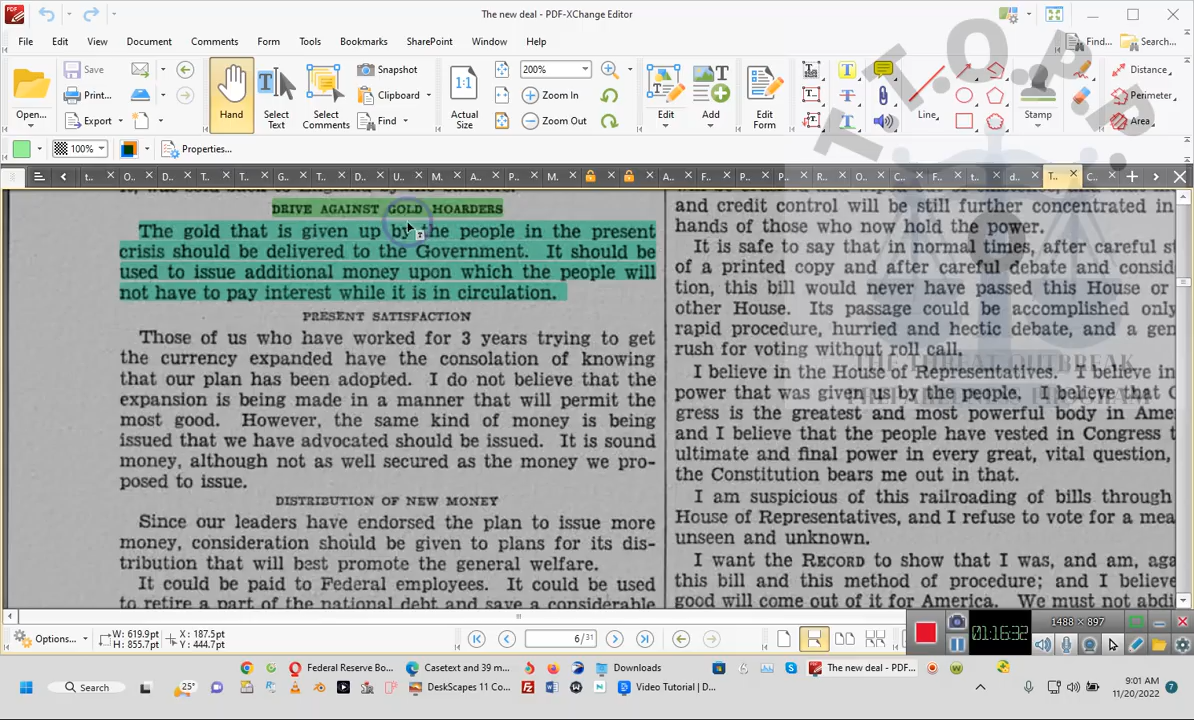 The new deal - PDF-XChange Editor
File
Edit
View
Document
Comments
Form
Tools
Bookmarks
SharePoint
Window
Help
Find...
Search...
Open...
Save
Print...
Export
Hand
Select
Text
Select
Comments
Snapshot
Clipboard
Find
1:1
Actual
Size
200%
Zoom In
Zoom Out
Edit
Add
Edit
Form
Line
Stamp
Distance
Perimeter
Area
100%
Properties...
T.T.O.P.P
t...
O...
D...
T...
T...
G...
T...
D...
U...
M...
A...
P...
M...
A...
F...
P...
P...
R...
O...
C...
F...
T...
d...
T...
C...
DRIVE AGAINST GOLD HOARDERS
The gold that is given up by the people in the present
crisis should be delivered to the Government. It should be
used to issue additional money upon which the people will
not have to pay interest while it is in circulation.
PRESENT SATISFACTION
Those of us who have worked for 3 years trying to get
the currency expanded have the consolation of knowing
that our plan has been adopted. I do not believe that the
expansion is being made in a manner that will permit the
most good. However, the same kind of money is being
issued that we have advocated should be issued. It is sound
money, although not as well secured as the money we pro-
posed to issue.
DISTRIBUTION OF NEW MONEY
Since our leaders have endorsed the plan to issue more
money, consideration should be given to plans for its dis-
tribution that will best promote the general welfare.
It could be paid to Federal employees. It could be used
to retire a part of the national debt and save a considerable
and credit control will be still further concentrated in
hands of those who now hold the power.
It is safe to say that in normal times, after careful st
of a printed copy and after careful debate and consid
tion, this bill would never have passed this House or
other House. Its passage could be accomplished only
rapid procedure, hurried and hectic debate, and a gen
rush for voting without roll call.
THE THREAT OUTBREAK
PREPAREDNESS PROGRAM
I believe in the House of Representatives. I believe in
power that was given us by the people. I believe that C
gress is the greatest and most powerful body in Ame
and I believe that the people have vested in Congress t
ultimate and final power in every great, vital question,
the Constitution bears me out in that.
I am suspicious of this railroading of bills through
House of Representatives, and I refuse to vote for a mea
unseen and unknown.
I want the RECORD to show that I was, and am, aga
this bill and this method of procedure; and I believe
good will come out of it for America. We must not abdi
Options...
W: 619.9pt
H: 855.7pt
X: 187.5pt
Y: 444.7pt
6 /31
01:16:32
1488 × 897
Federal Reserve Bo...
Casetext and 39 m...
Downloads
The new deal - PDF...
Search
25°
DeskScapes 11 Co...
Video Tutorial | D...
9:01 AM
11/20/2022
7